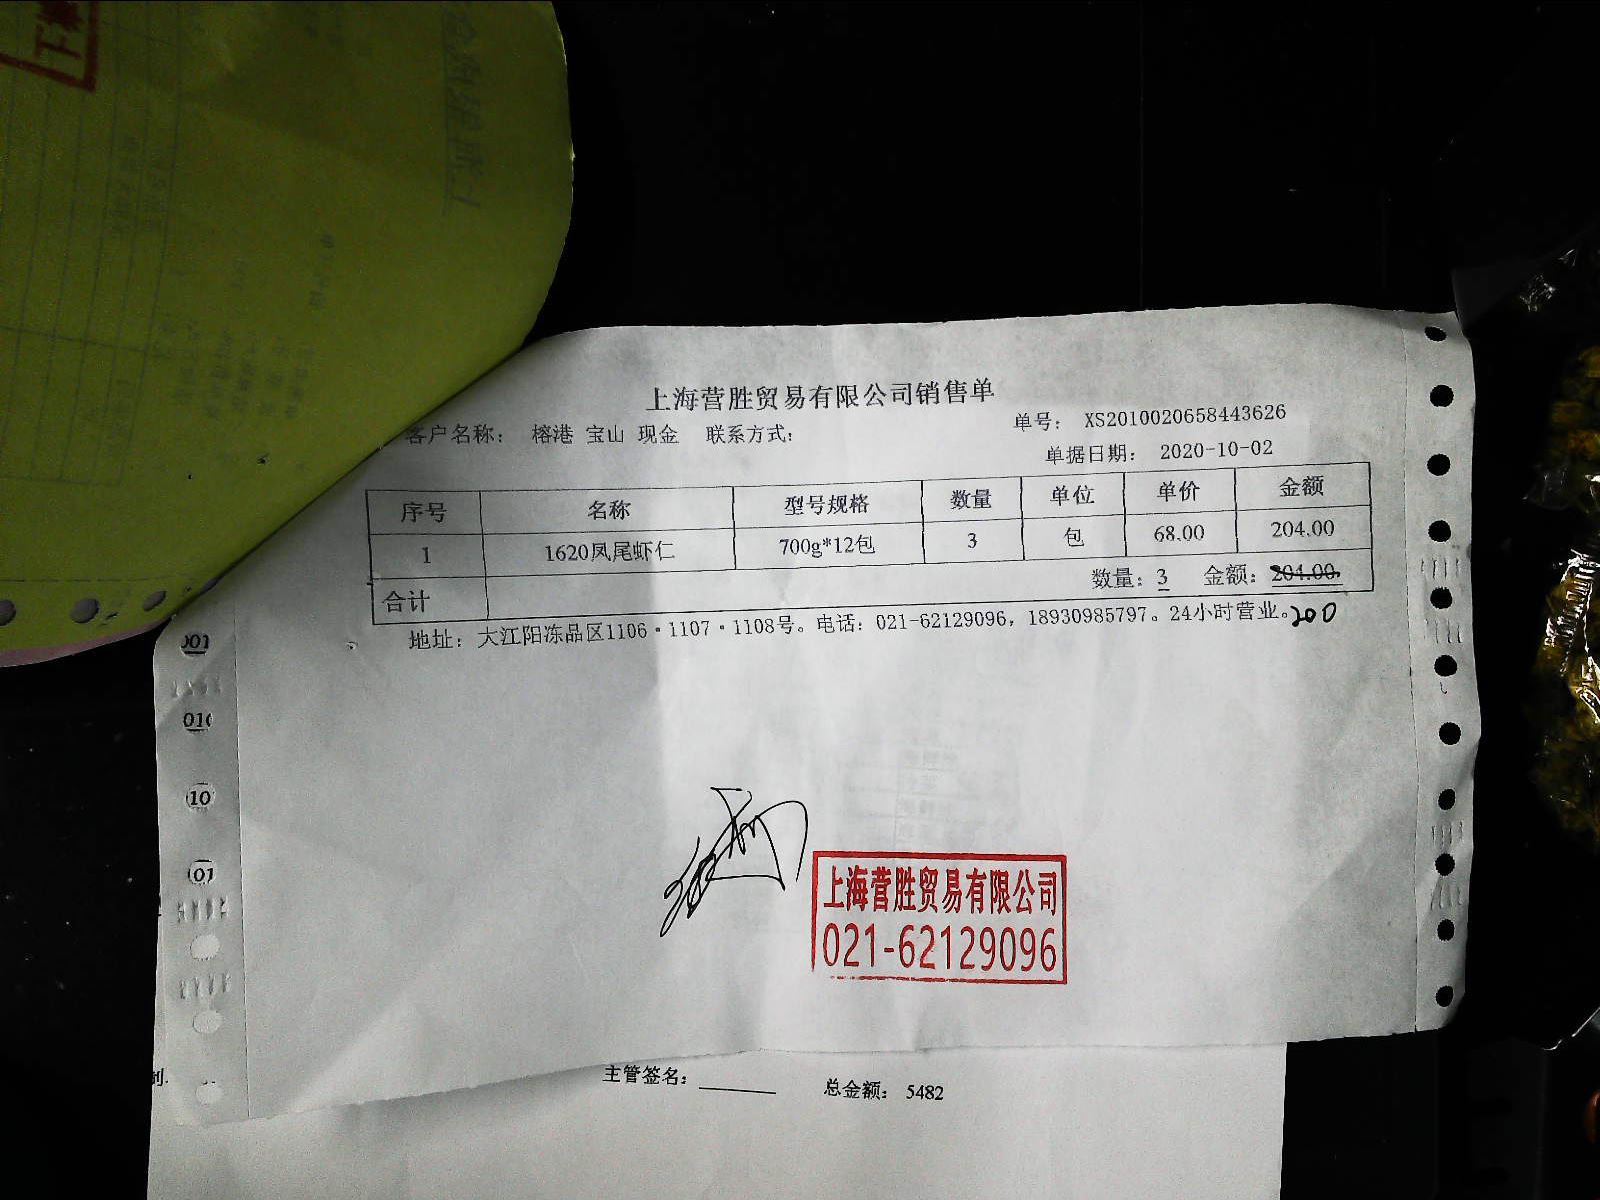 上海营胜贸易有限公司销售单
客户名称： 榕港 宝山 现金 联系方式： 单号： XS2010020658443626
单据日期： 2020-10-02
序号 名称 型号规格 数量 单位 单价 金额
1 1620凤尾虾仁 700g*12包 3 包 68.00 204.00
合计 数量：3 金额：204.00
地址：大江阳冻品区1106·1107·1108号。电话：021-62129096，18930985797。24小时营业。200
上海营胜贸易有限公司
021-62129096
主管签名： 总金额： 5482